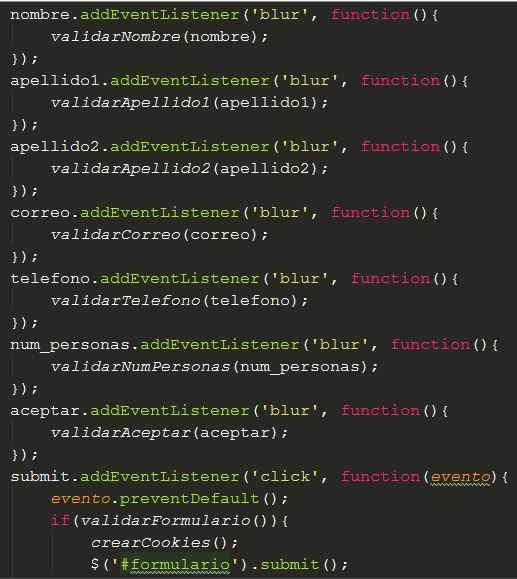 nombre.addEventListener('blur', function(){
    validarNombre(nombre);
});
apellido1.addEventListener('blur', function(){
    validarApellido1(apellido1);
});
apellido2.addEventListener('blur', function(){
    validarApellido2(apellido2);
});
correo.addEventListener('blur', function(){
    validarCorreo(correo);
});
telefono.addEventListener('blur', function(){
    validarTelefono(telefono);
});
num_personas.addEventListener('blur', function(){
    validarNumPersonas(num_personas);
});
aceptar.addEventListener('blur', function(){
    validarAceptar(aceptar);
});
submit.addEventListener('click', function(evento){
    evento.preventDefault();
    if(validarFormulario()){
        crearCookies();
        $('#formulario').submit();